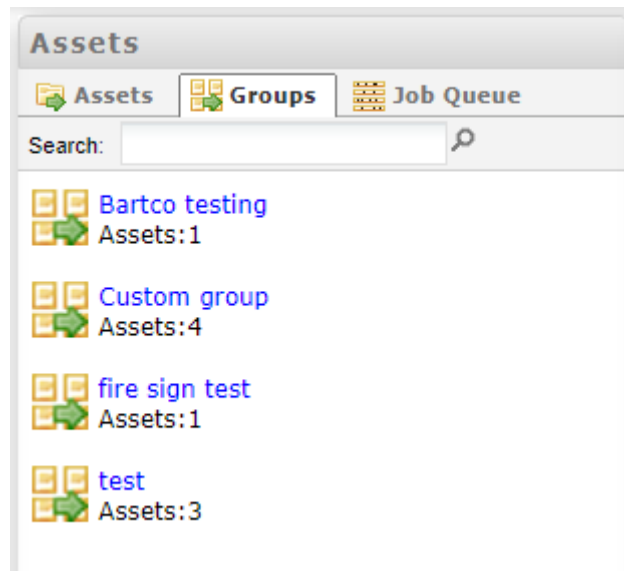 Assets
Assets Groups Job Queue
Search:
Bartco testing
Assets:1
Custom group
Assets:4
fire sign test
Assets:1
test
Assets:3